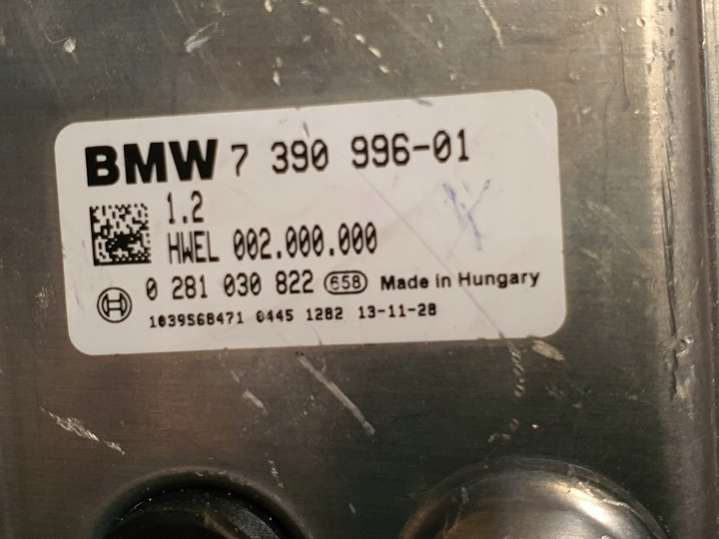 BMW 7 390 996-01
1.2
HWEL 002.000.000
0 281 030 822 658 Made in Hungary
1039S68471 0445 1282 13-11-28